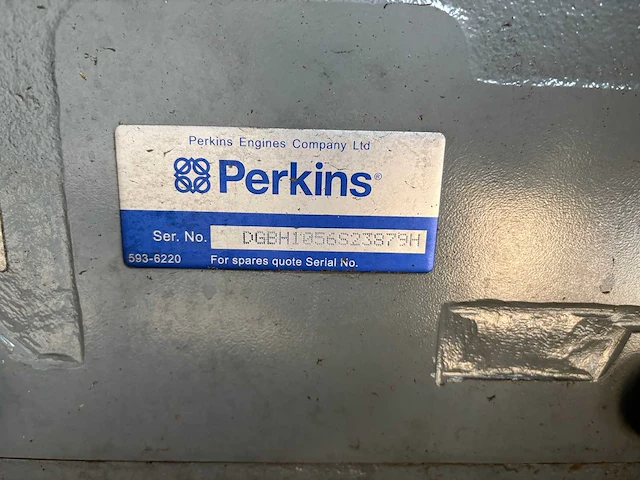 Perkins Engines Company Ltd
Perkins®
Ser. No. DGBH1056S23879H
593-6220 For spares quote Serial No.